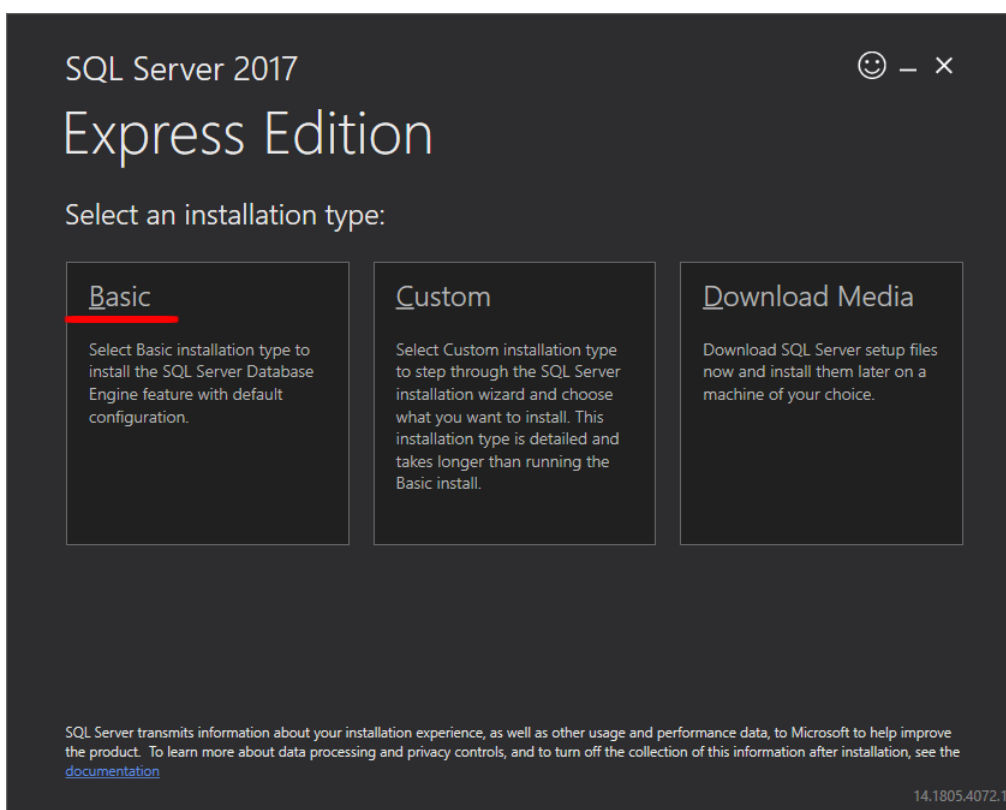 SQL Server 2017
Express Edition
Select an installation type:
Basic
Select Basic installation type to
install the SQL Server Database
Engine feature with default
configuration.
Custom
Select Custom installation type
to step through the SQL Server
installation wizard and choose
what you want to install. This
installation type is detailed and
takes longer than running the
Basic install.
Download Media
Download SQL Server setup files
now and install them later on a
machine of your choice.
SQL Server transmits information about your installation experience, as well as other usage and performance data, to Microsoft to help improve
the product.  To learn more about data processing and privacy controls, and to turn off the collection of this information after installation, see the
documentation
14.1805.4072.1